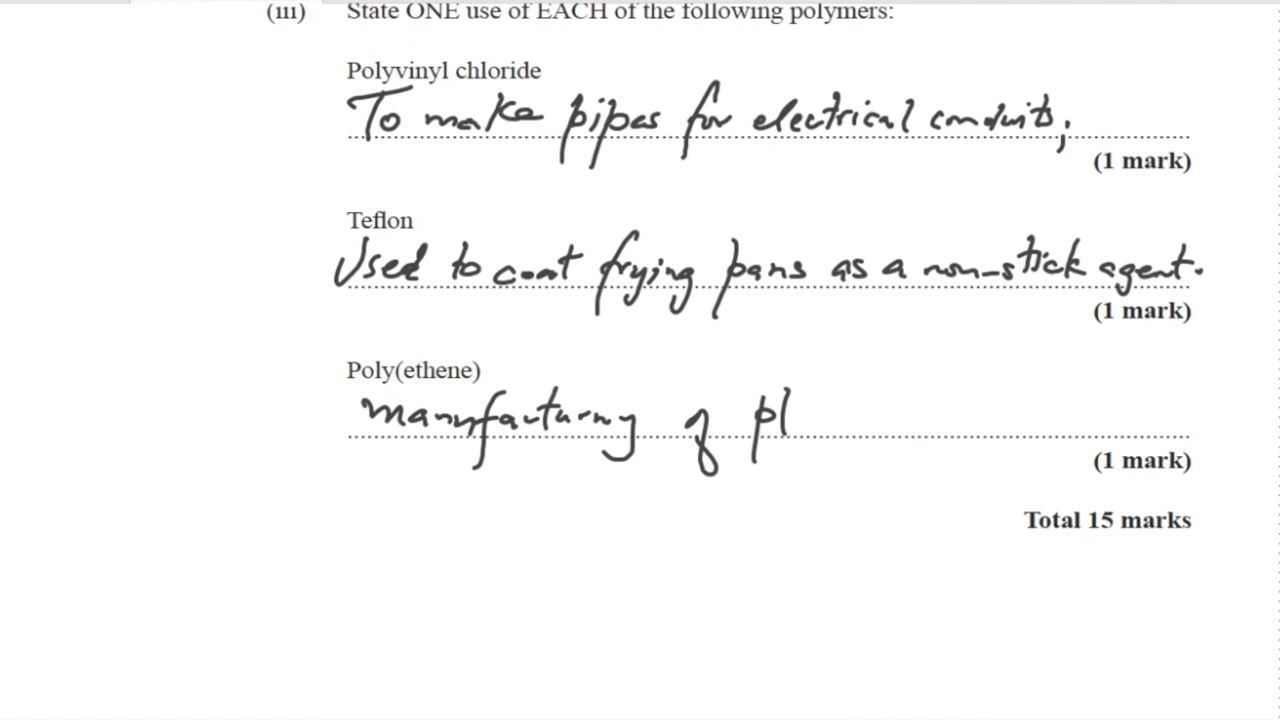 (iii) State ONE use of EACH of the following polymers:
Polyvinyl chloride
To make pipes for electrical conduits,
(1 mark)
Teflon
Used to coat frying pans as a non-stick agent.
(1 mark)
Poly(ethene)
manufacturing of pl
(1 mark)
Total 15 marks